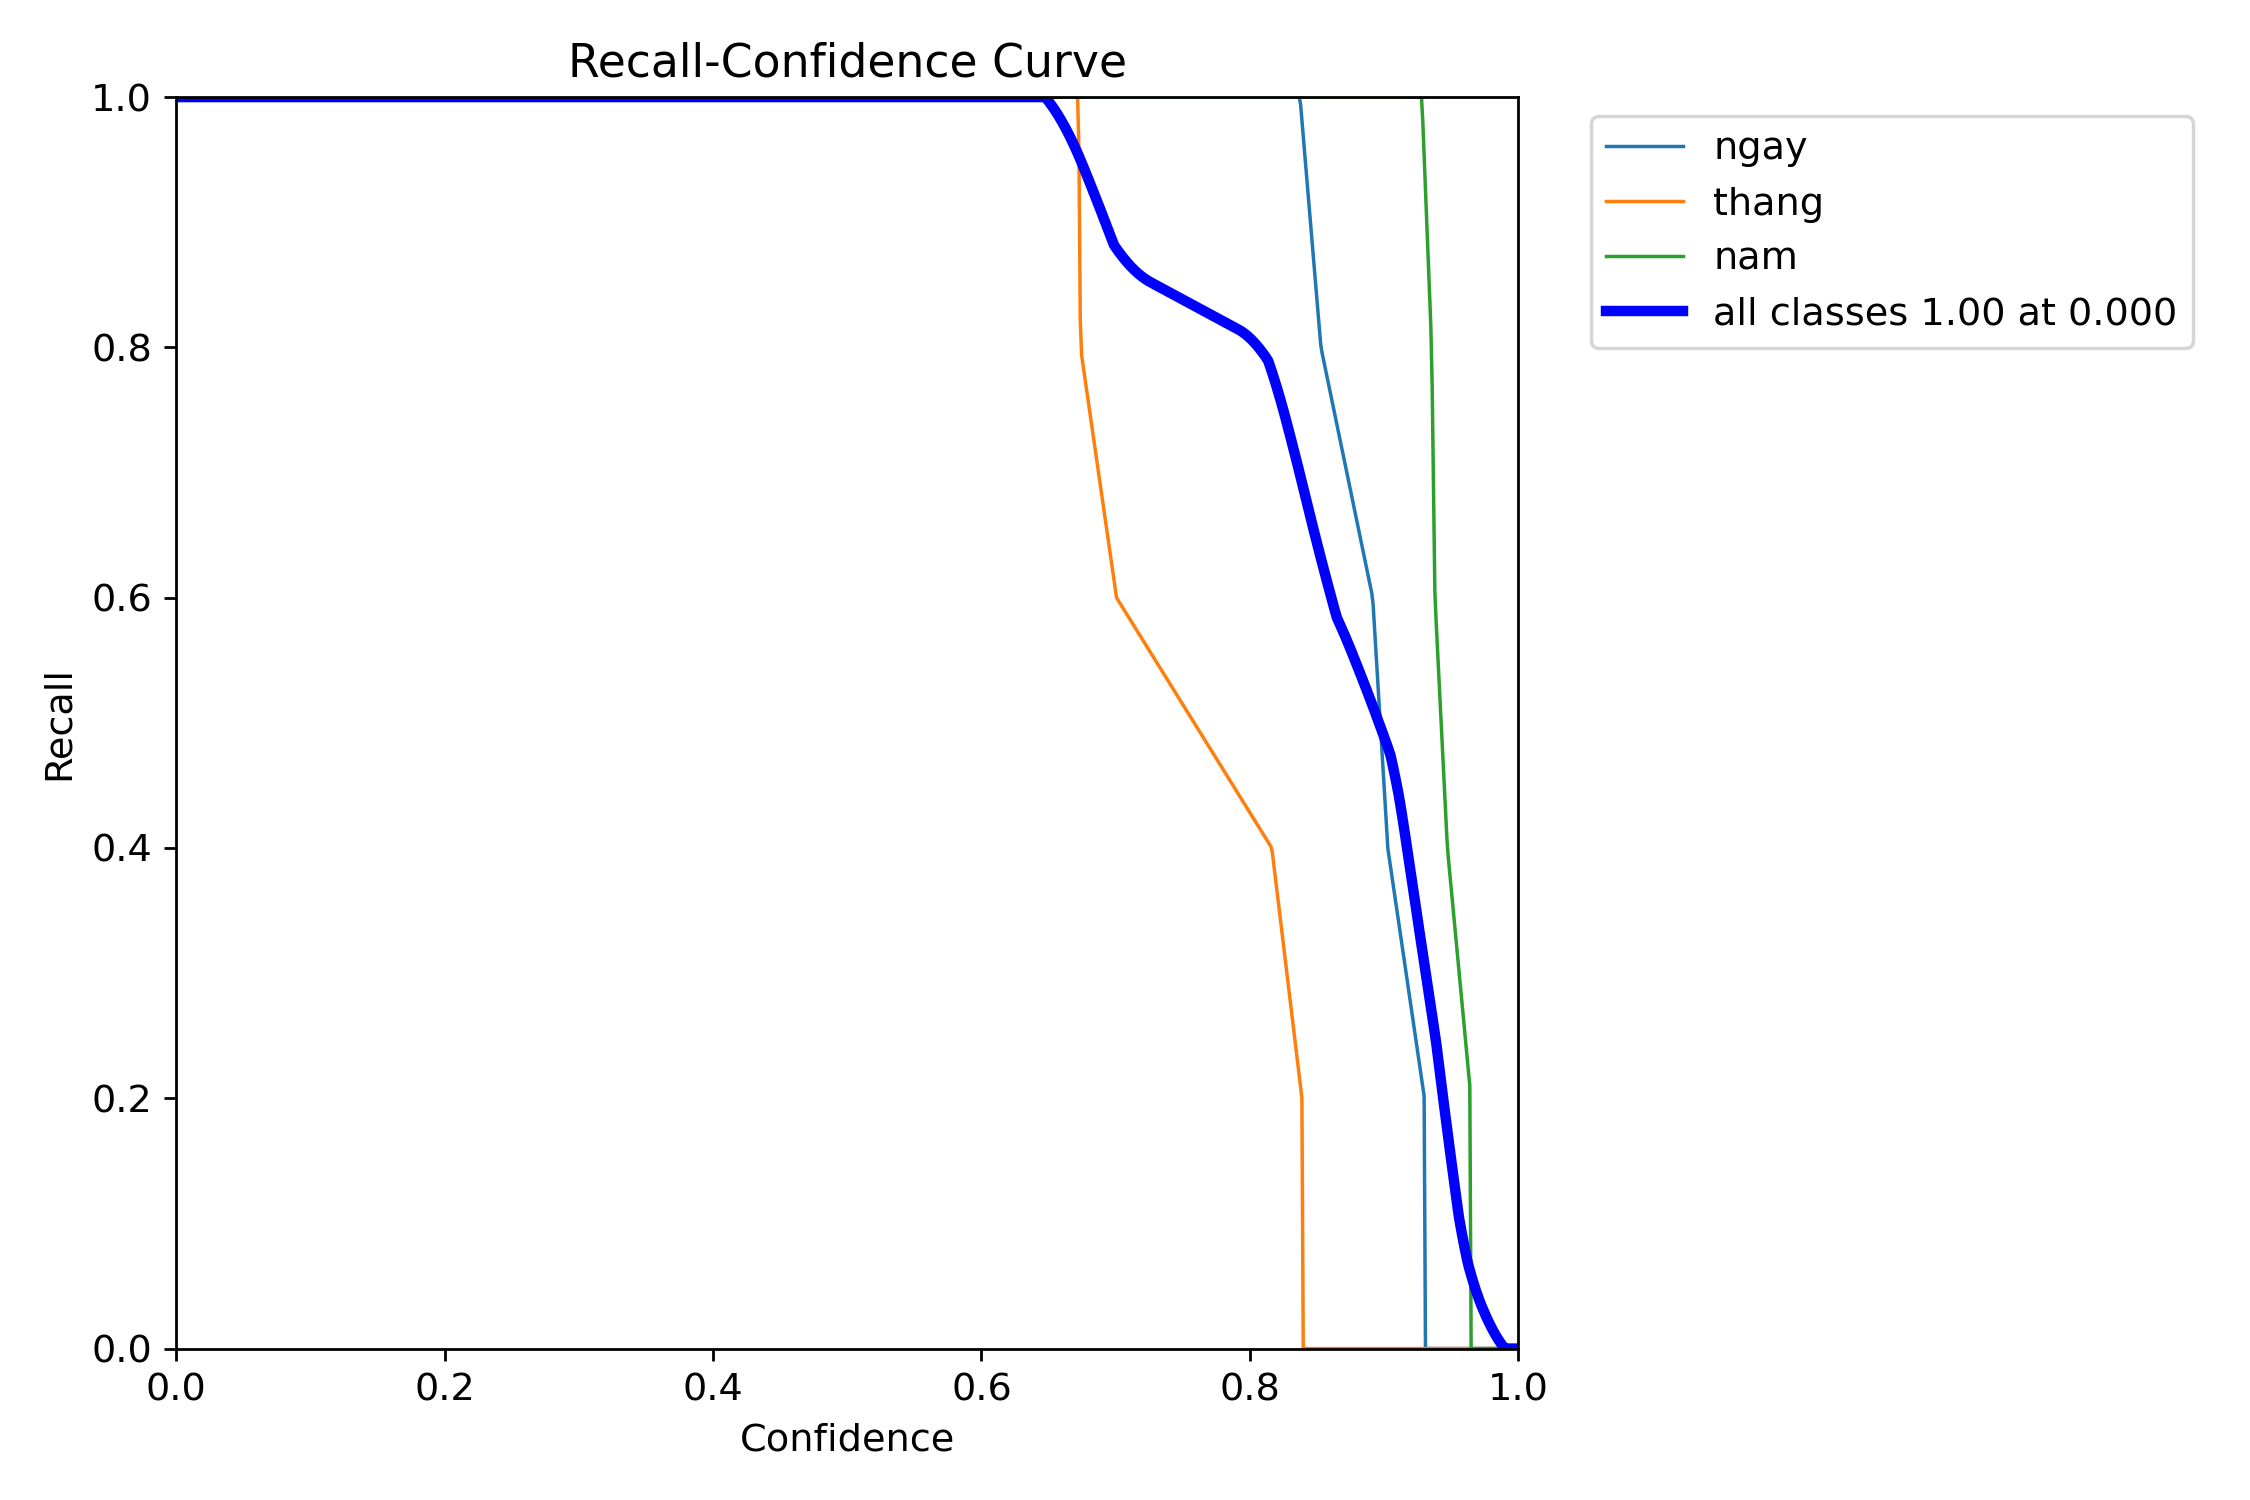 Recall-Confidence Curve
1.0
0.8
0.6
0.4
0.2
0.0
Recall
0.0 0.2 0.4 0.6 0.8 1.0
Confidence
ngay
thang
nam
all classes 1.00 at 0.000